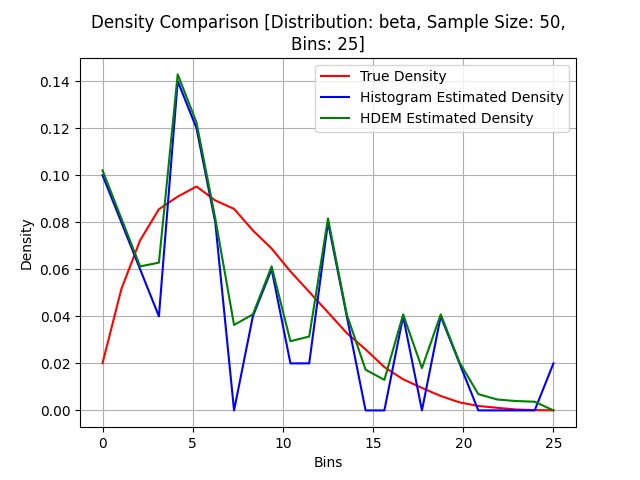 Density Comparison [Distribution: beta, Sample Size: 50,
Bins: 25]
True Density
Histogram Estimated Density
HDEM Estimated Density
Density
0.14
0.12
0.10
0.08
0.06
0.04
0.02
0.00
0
5
10
15
20
25
Bins